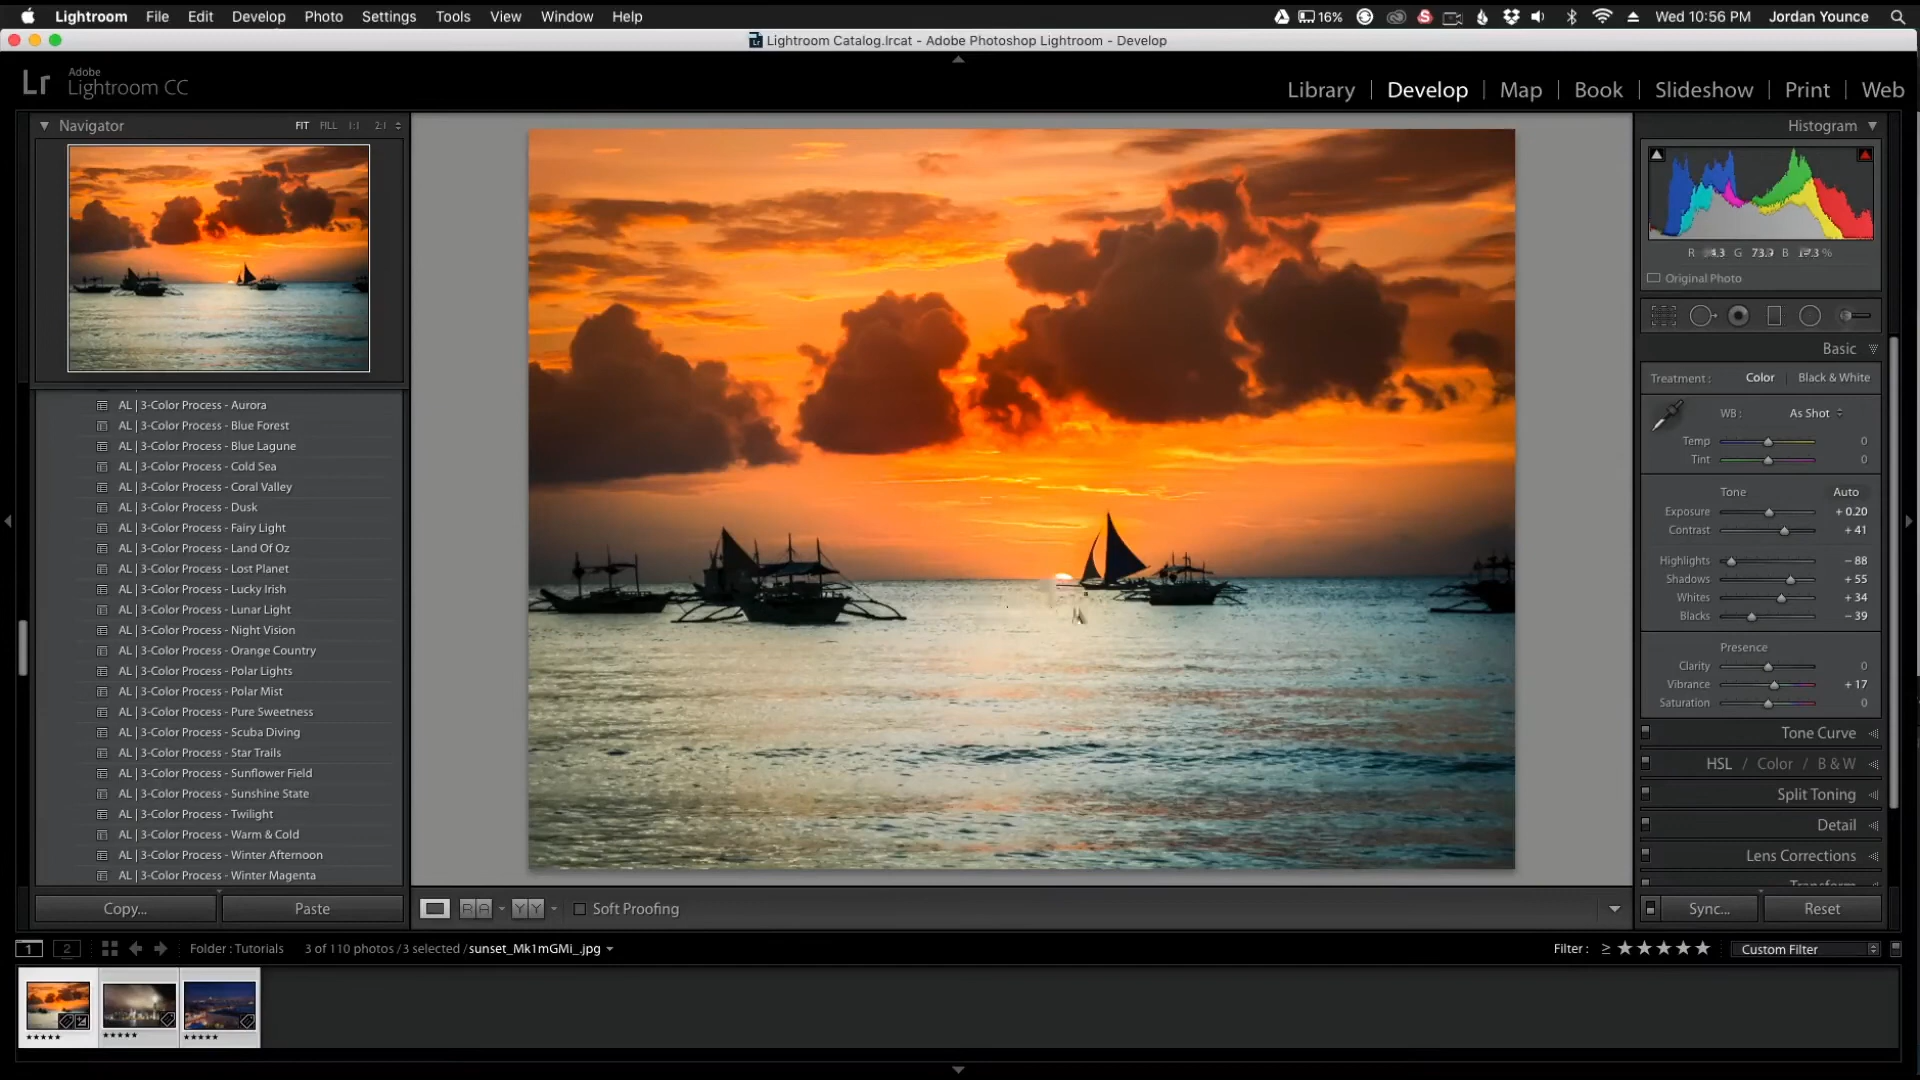 Lightroom File Edit Develop Photo Settings Tools View Window Help 16% Wed 10:56 PM Jordan Younce
Lightroom Catalog.lrcat - Adobe Photoshop Lightroom - Develop
Lr Adobe Lightroom CC
Library | Develop | Map | Book | Slideshow | Print | Web
Navigator FIT FILL 1:1 2:1
AL | 3-Color Process - Aurora
AL | 3-Color Process - Blue Forest
AL | 3-Color Process - Blue Lagune
AL | 3-Color Process - Cold Sea
AL | 3-Color Process - Coral Valley
AL | 3-Color Process - Dusk
AL | 3-Color Process - Fairy Light
AL | 3-Color Process - Land Of Oz
AL | 3-Color Process - Lost Planet
AL | 3-Color Process - Lucky Irish
AL | 3-Color Process - Lunar Light
AL | 3-Color Process - Night Vision
AL | 3-Color Process - Orange Country
AL | 3-Color Process - Polar Lights
AL | 3-Color Process - Polar Mist
AL | 3-Color Process - Pure Sweetness
AL | 3-Color Process - Scuba Diving
AL | 3-Color Process - Star Trails
AL | 3-Color Process - Sunflower Field
AL | 3-Color Process - Sunshine State
AL | 3-Color Process - Twilight
AL | 3-Color Process - Warm & Cold
AL | 3-Color Process - Winter Afternoon
AL | 3-Color Process - Winter Magenta
Copy... Paste
R A Y Y Soft Proofing
Histogram
R G 73.9 B %
Original Photo
Basic
Treatment : Color | Black & White
WB : As Shot
Temp 0
Tint 0
Tone Auto
Exposure + 0.20
Contrast + 41
Highlights - 88
Shadows + 55
Whites + 34
Blacks - 39
Presence
Clarity 0
Vibrance + 17
Saturation 0
Tone Curve
HSL / Color / B & W
Split Toning
Detail
Lens Corrections
Transform
Sync... Reset
1 2 Folder : Tutorials 3 of 110 photos /3 selected /sunset_Mk1mGMi_.jpg Filter : ≥ ★★★★★ Custom Filter